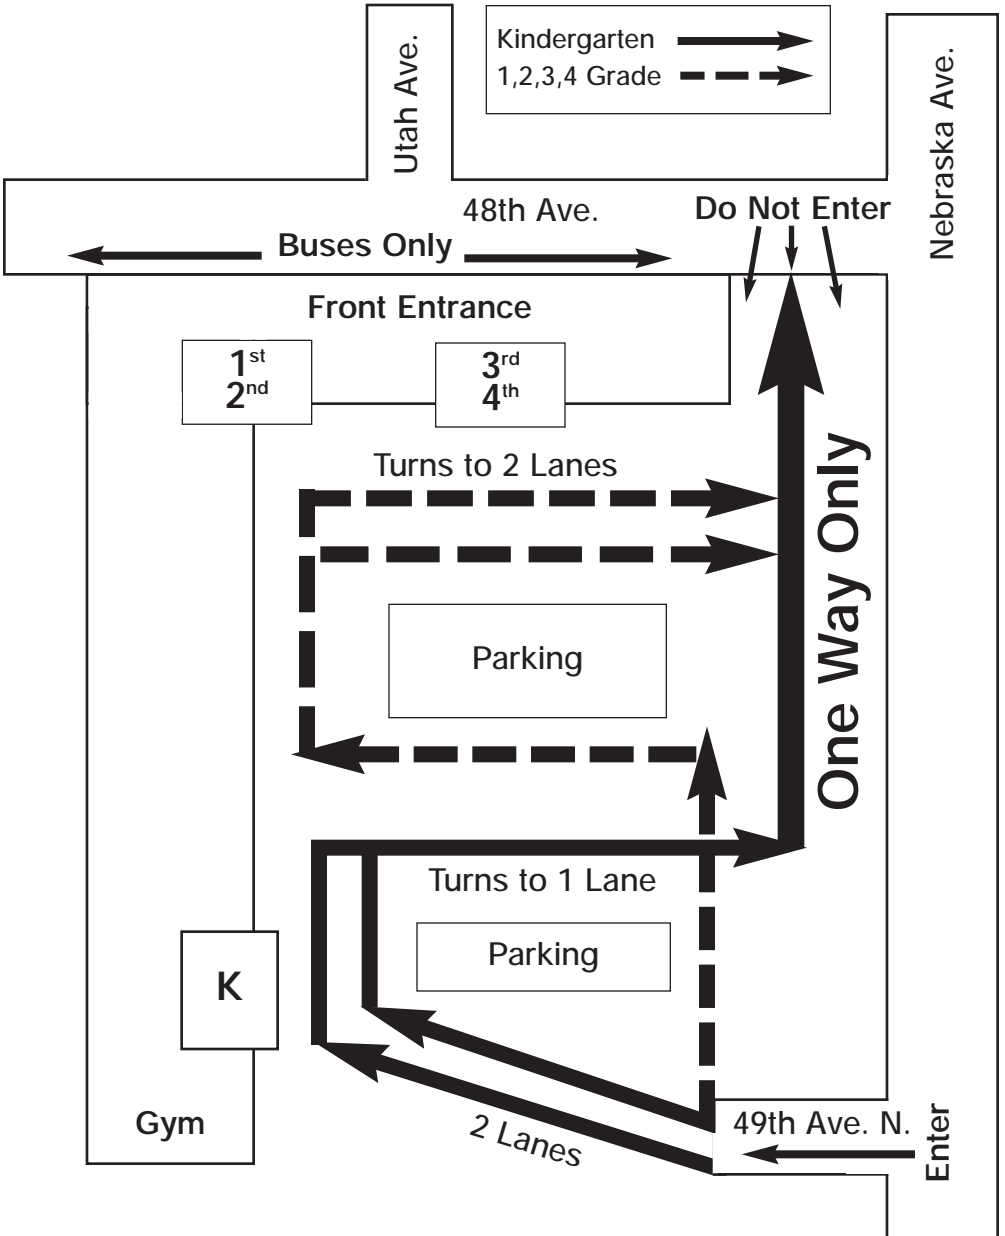 Kindergarten
1,2,3,4 Grade
Utah Ave.
Nebraska Ave.
48th Ave.
Do Not Enter
Buses Only
Front Entrance
1st
2nd
3rd
4th
Turns to 2 Lanes
One Way Only
Parking
Turns to 1 Lane
Parking
K
Gym
2 Lanes
49th Ave. N.
Enter